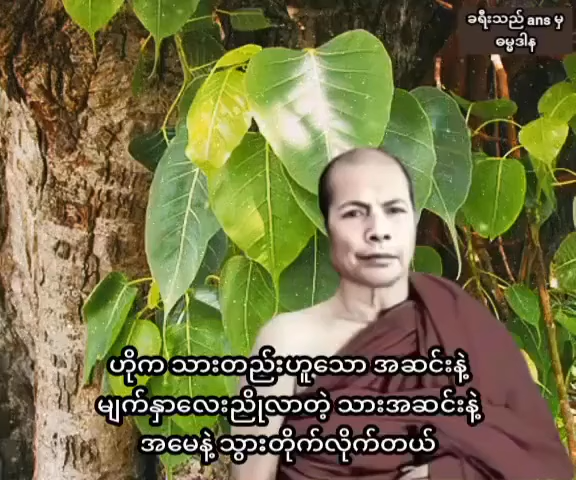 ခရီးသည် ans မှ
ဓမ္မဒါန
ဟိုက သားတည်းဟူသော အဆင်းနဲ့
မျက်နှာလေးညိုလာတဲ့ သားအဆင်းနဲ့
အမေနဲ့ သွားတိုက်လိုက်တယ်